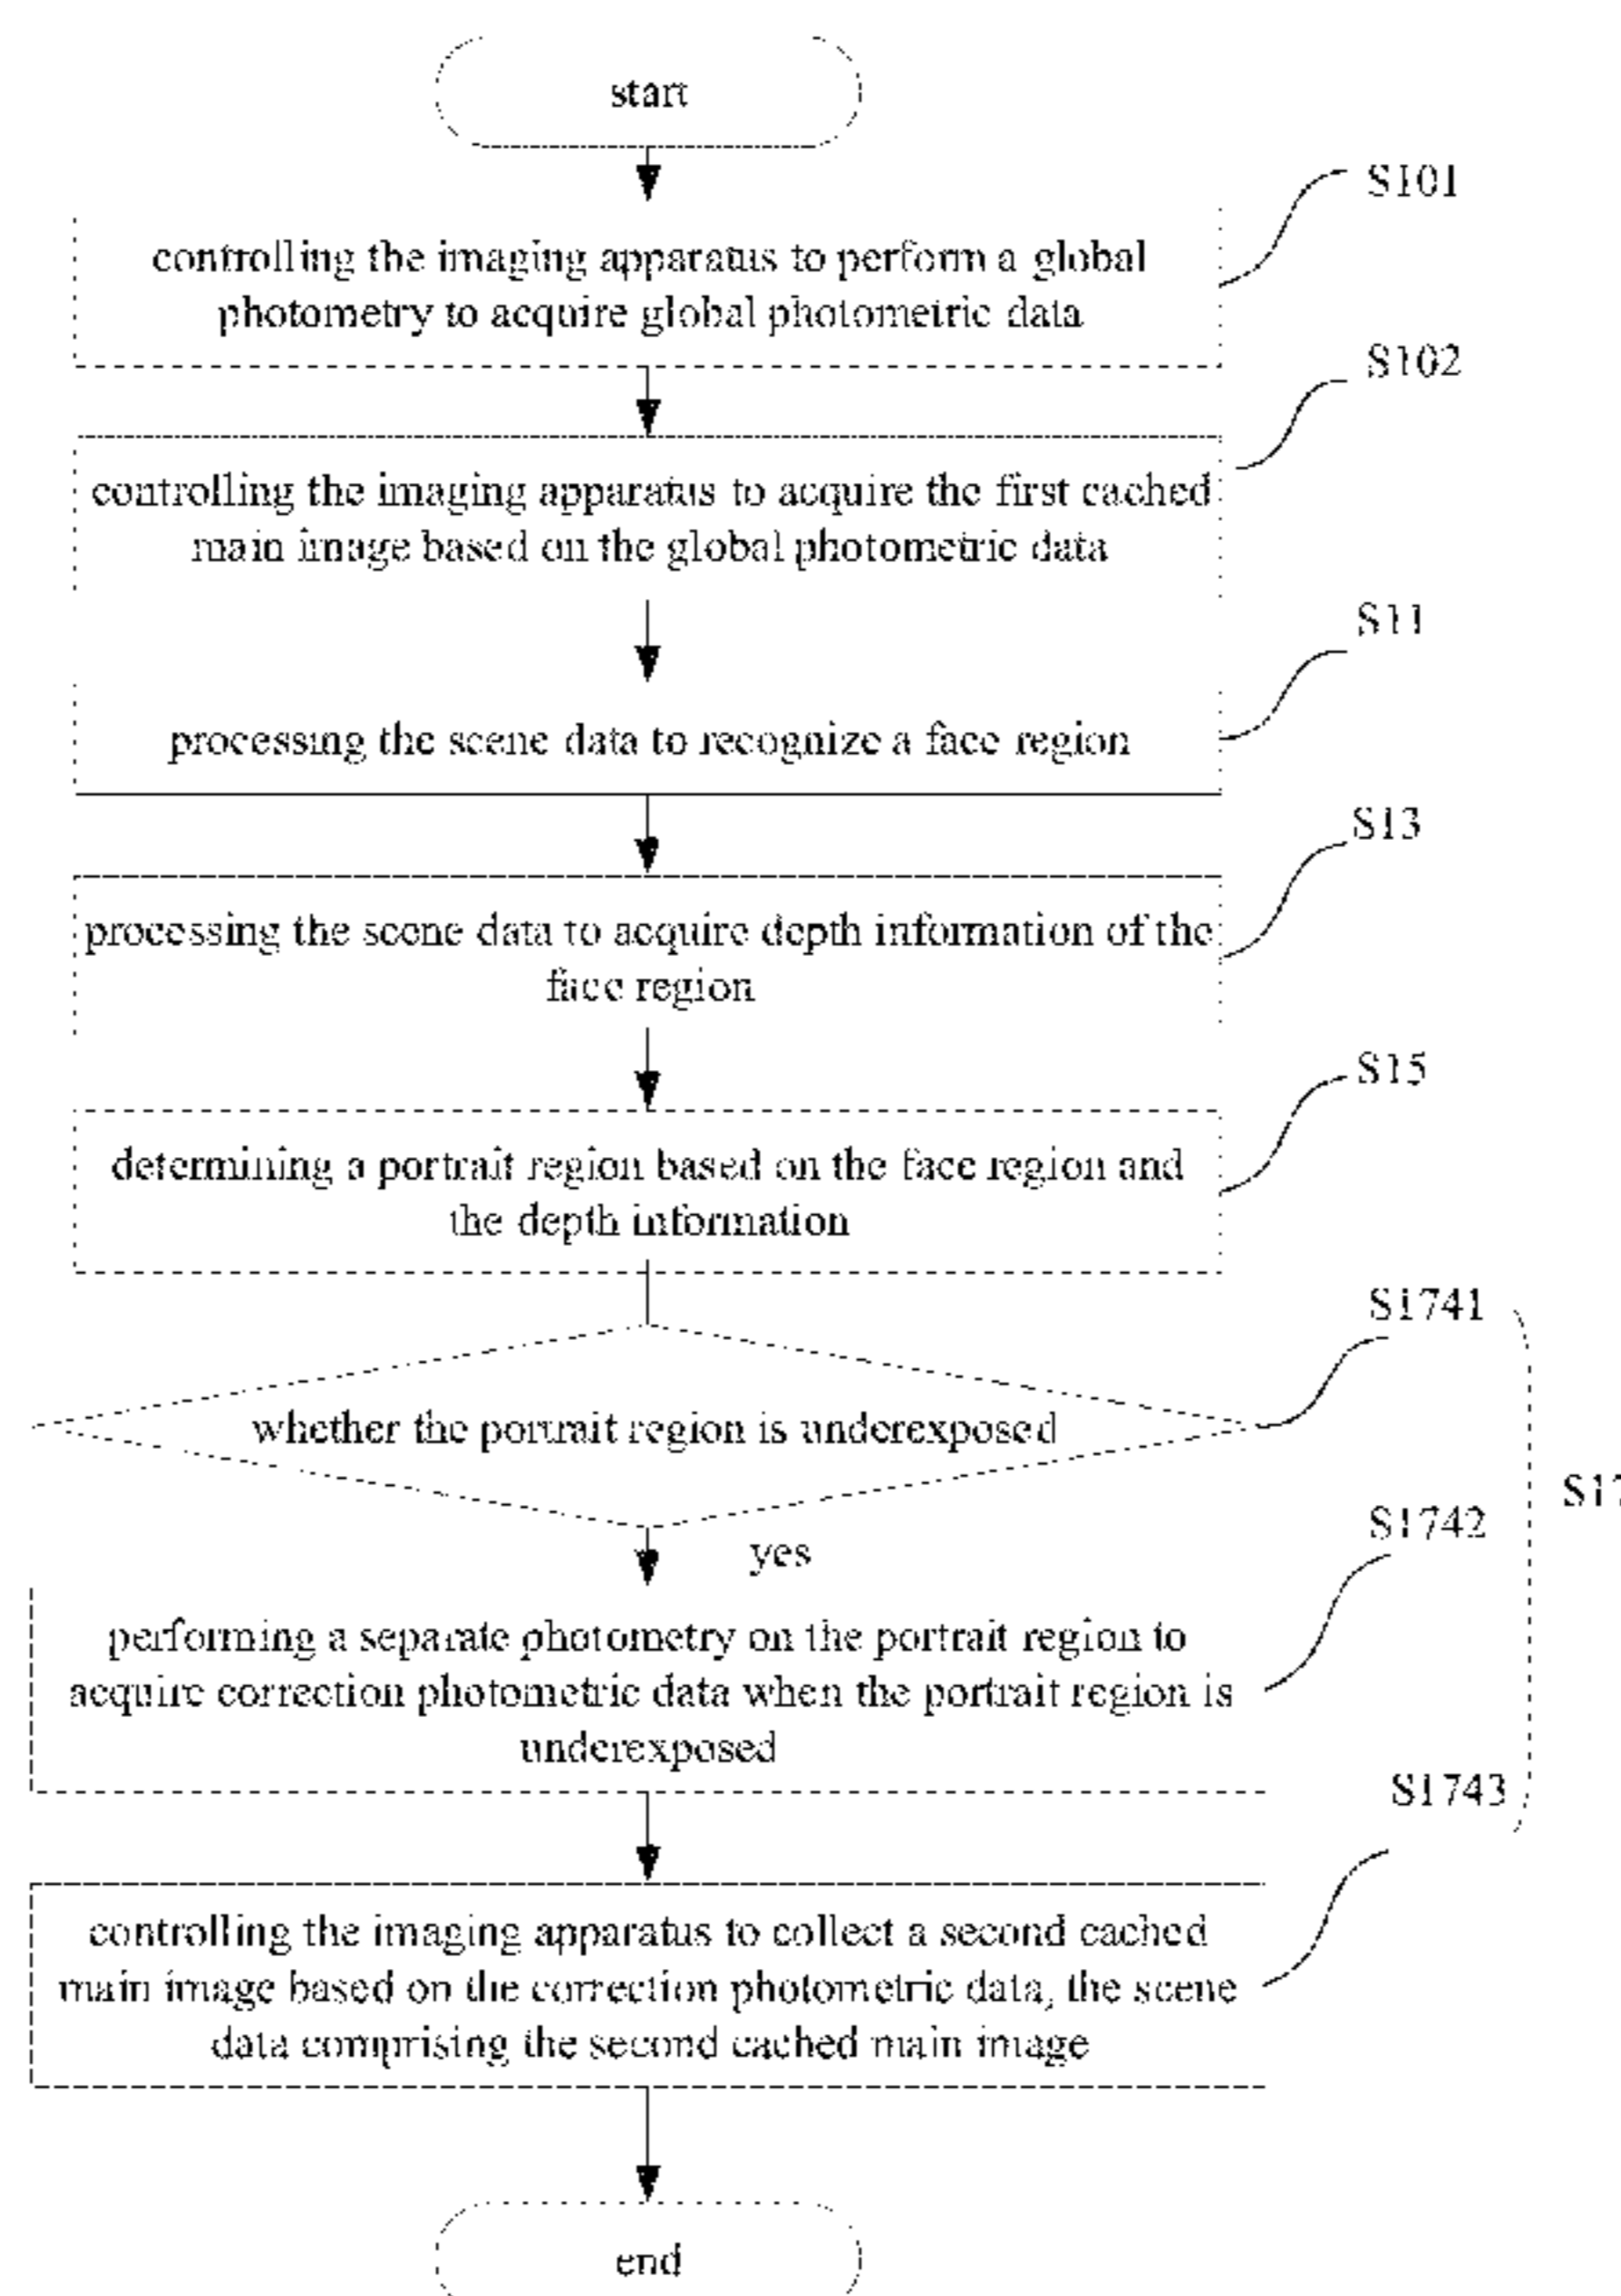 start
S101
controlling the imaging apparatus to perform a global
photometry to acquire global photometric data
S102
controlling the imaging apparatus to acquire the first cached
main image based on the global photometric data
S11
processing the scene data to recognize a face region
S13
processing the scene data to acquire depth information of the
face region
S15
determining a portrait region based on the face region and
the depth information
S1741
whether the portrait region is underexposed
S17
S1742
yes
performing a separate photometry on the portrait region to
acquire correction photometric data when the portrait region is
underexposed
S1743
controlling the imaging apparatus to collect a second cached
main image based on the correction photometric data, the scene
data comprising the second cached main image
end